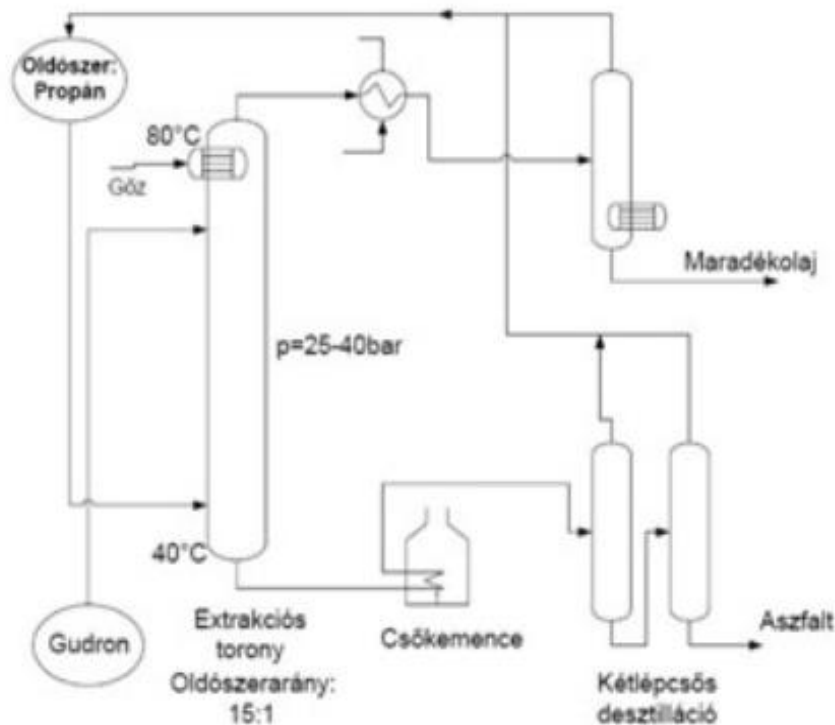 Oldószer:
Propán
80°C
Gőz
Maradékolaj
p=25-40bar
40°C
Gudron
Extrakciós
torony
Oldószerarány:
15:1
Csőkemence
Kétlépcsős
desztilláció
Aszfalt